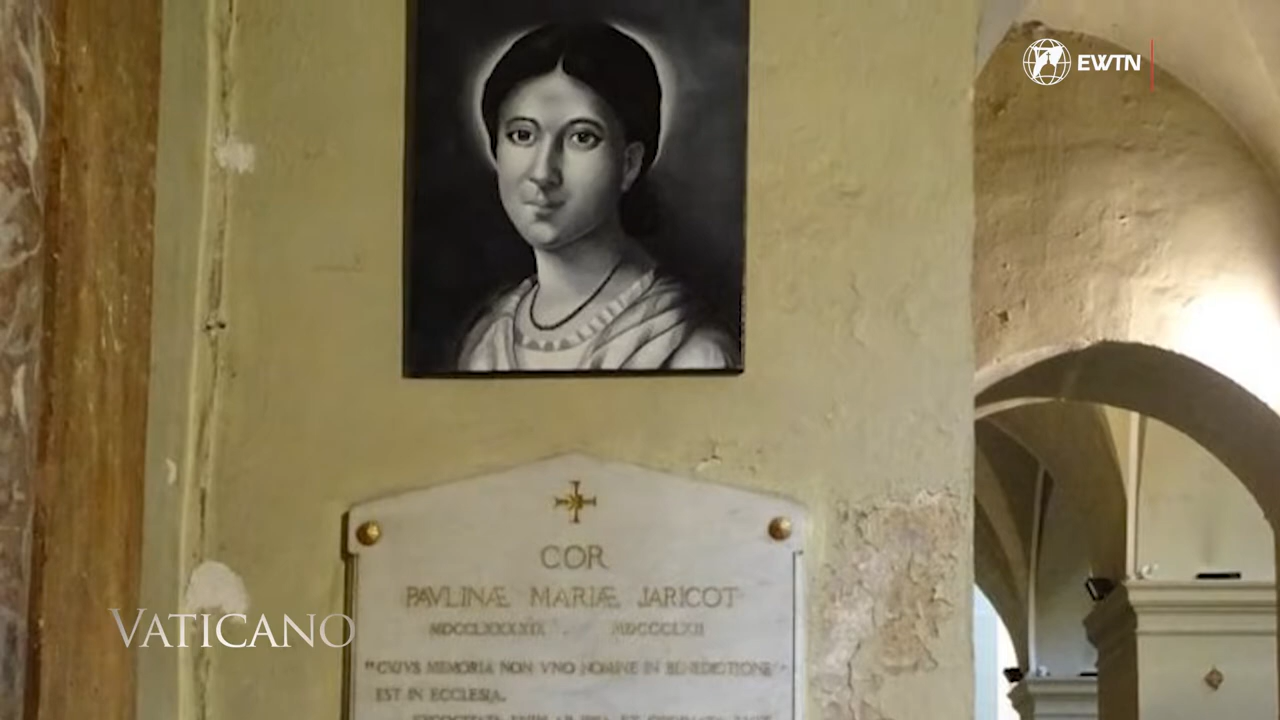 EWTN
COR
PAVLINÆ MARIÆ JARICOT
MDCCLXXXXIX MDCCCLXII
"CVIVS MEMORIA NON VNO NOMINE IN BENEDICTIONE
EST IN ECCLESIA.
VATICANO